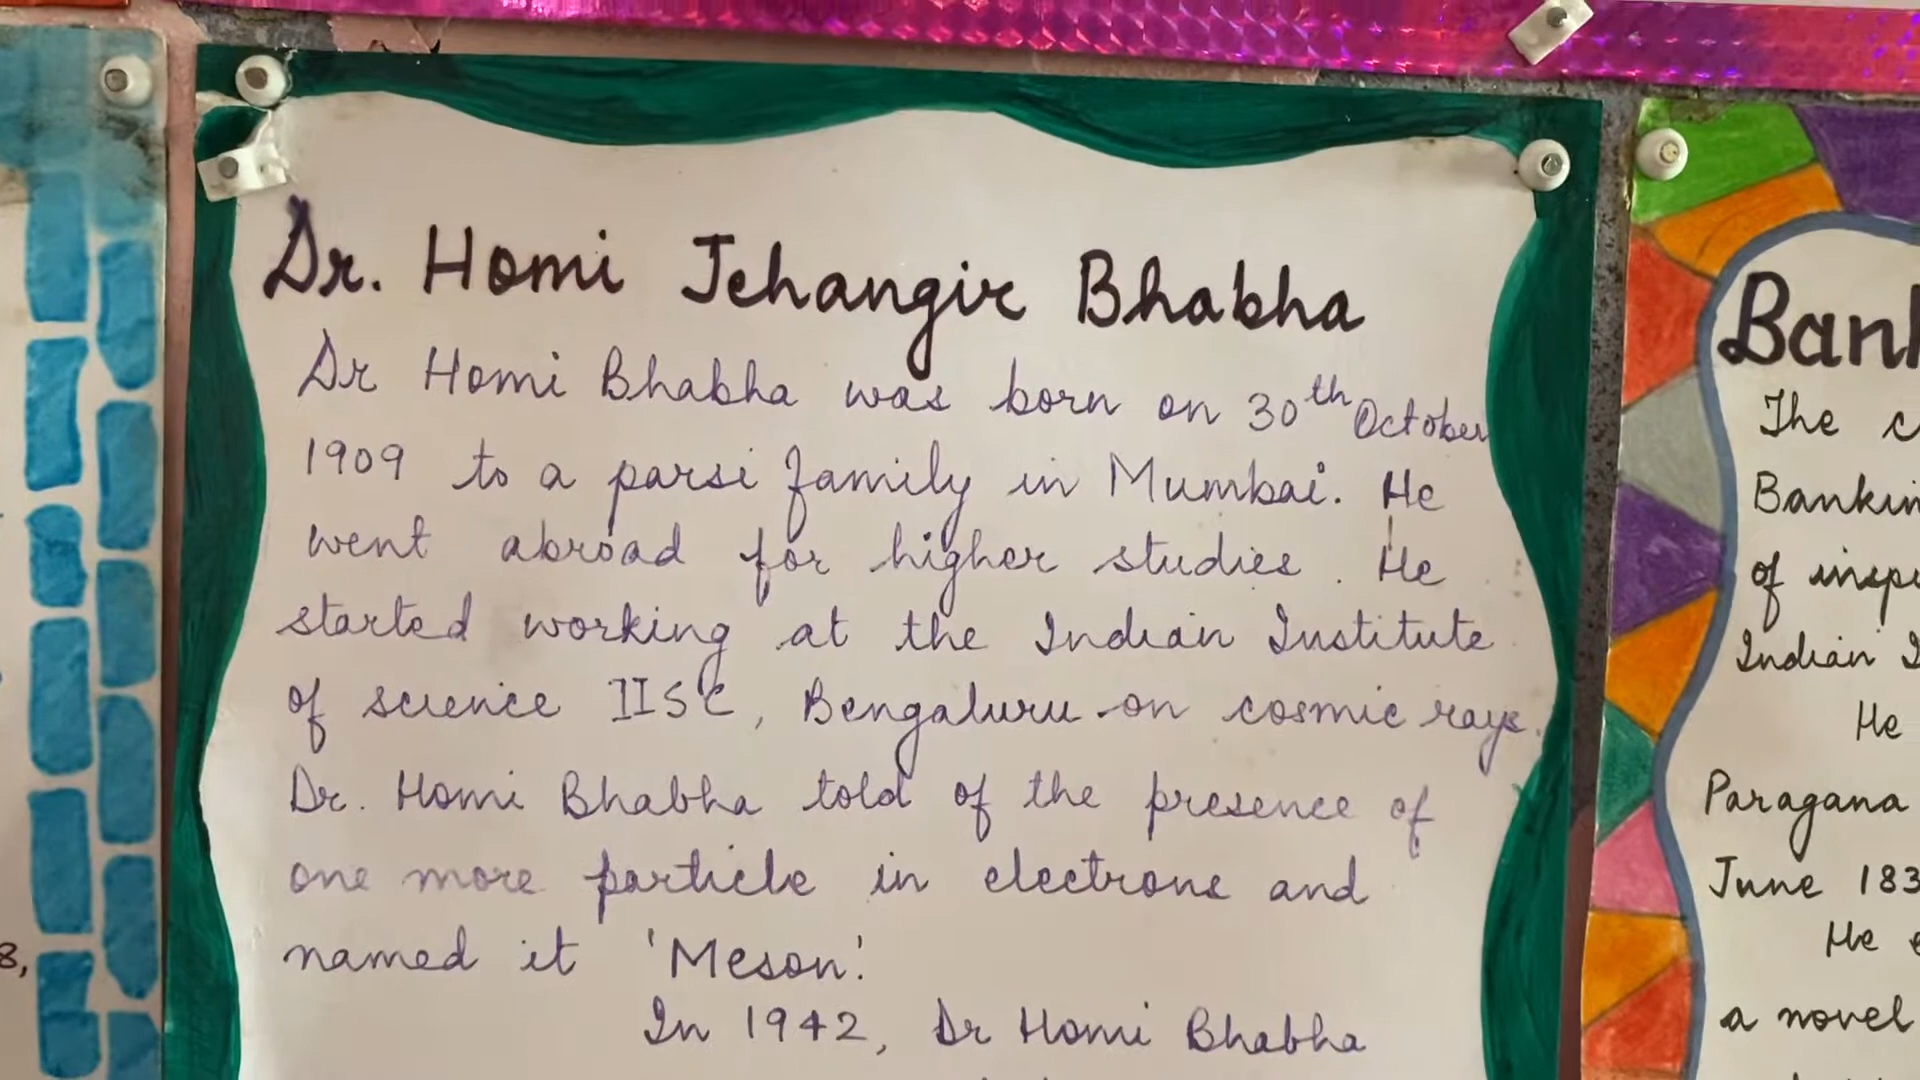 Dr. Homi Jehangir Bhabha
Dr Homi Bhabha was born on 30th October
1909 to a parsi family in Mumbai. He
went abroad for higher studies. He
started working at the Indian Institute
of science IISC, Bengaluru on cosmic rays.
Dr. Homi Bhabha told of the presence of
one more particle in electrons and
named it 'Meson'.
In 1942, Dr Homi Bhabha
The
of
Indian
He
Paragana
June 183
He
a novel
8,